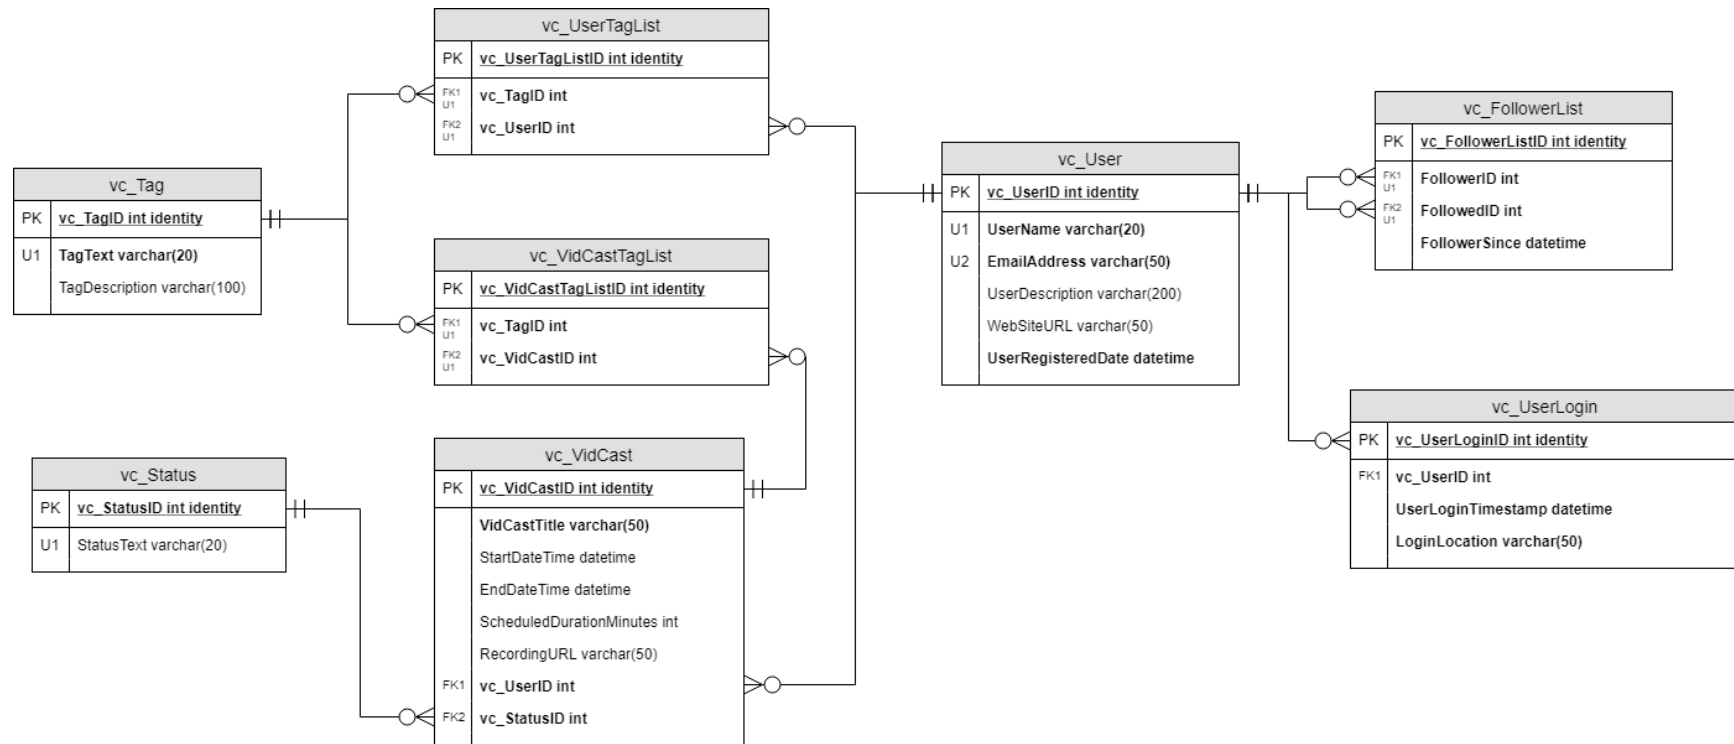 vc_UserTagList
PK vc_UserTagListID int identity
FK1 U1 vc_TagID int
FK2 U1 vc_UserID int
vc_Tag
PK vc_TagID int identity
U1 TagText varchar(20)
TagDescription varchar(100)
vc_VidCastTagList
PK vc_VidCastTagListID int identity
FK1 U1 vc_TagID int
FK2 U1 vc_VidCastID int
vc_Status
PK vc_StatusID int identity
U1 StatusText varchar(20)
vc_VidCast
PK vc_VidCastID int identity
VidCastTitle varchar(50)
StartDateTime datetime
EndDateTime datetime
ScheduledDurationMinutes int
RecordingURL varchar(50)
FK1 vc_UserID int
FK2 vc_StatusID int
vc_User
PK vc_UserID int identity
U1 UserName varchar(20)
U2 EmailAddress varchar(50)
UserDescription varchar(200)
WebSiteURL varchar(50)
UserRegisteredDate datetime
vc_FollowerList
PK vc_FollowerListID int identity
FK1 U1 FollowerID int
FK2 U1 FollowedID int
FollowerSince datetime
vc_UserLogin
PK vc_UserLoginID int identity
FK1 vc_UserID int
UserLoginTimestamp datetime
LoginLocation varchar(50)